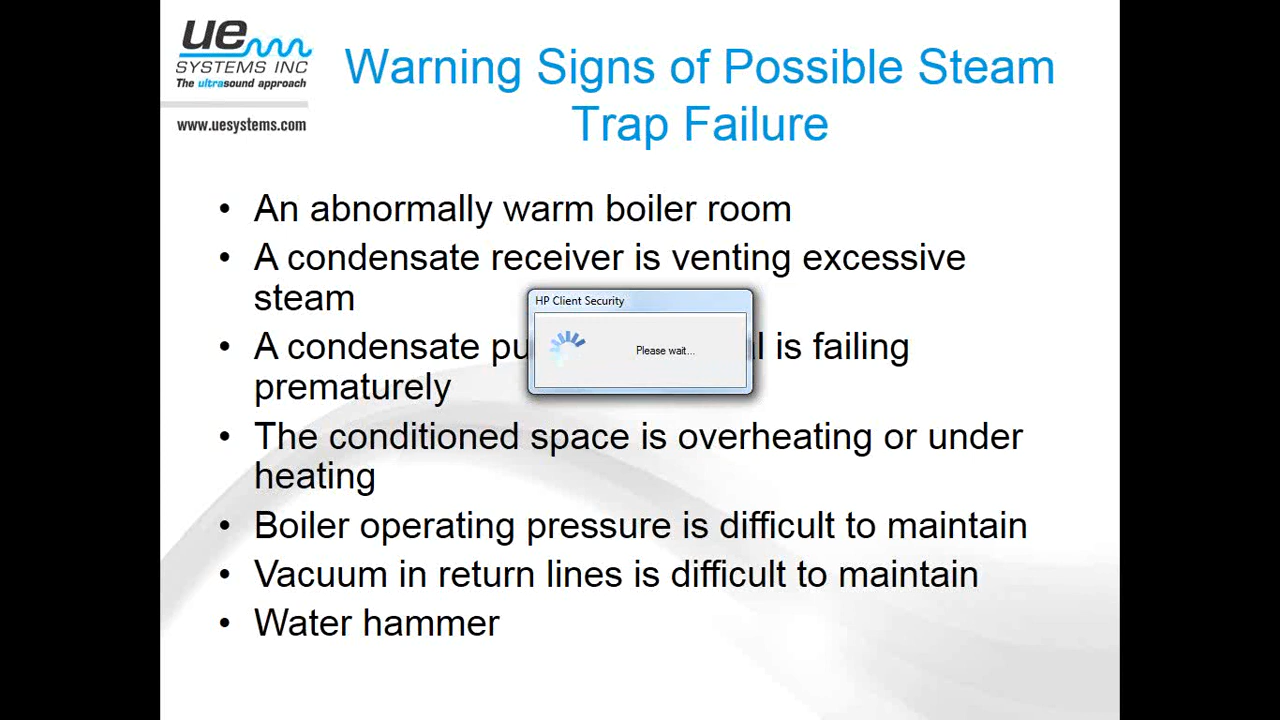 ue
SYSTEMS INC
The ultrasound approach
www.uesystems.com
Warning Signs of Possible Steam
Trap Failure
• An abnormally warm boiler room
• A condensate receiver is venting excessive
steam
• A condensate is failing
prematurely
• The conditioned space is overheating or under
heating
• Boiler operating pressure is difficult to maintain
• Vacuum in return lines is difficult to maintain
• Water hammer
HP Client Security
Please wait...